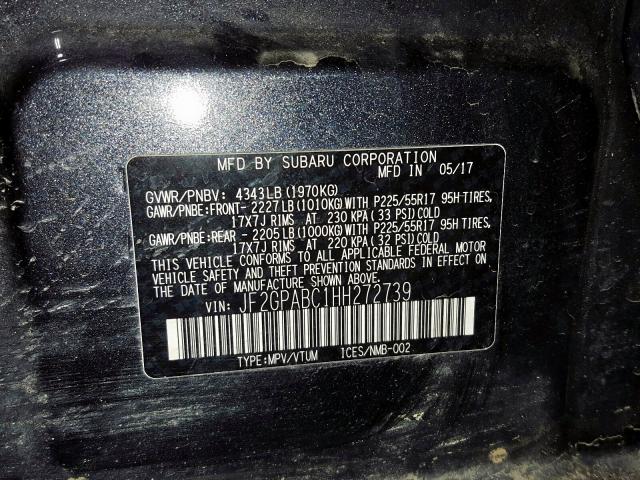 MFD BY SUBARU CORPORATION
MFD IN 05/17
GVWR/PNBV: 4343LB(1970KG)
GAWR/PNBE:FRONT- 2227LB(1010KG)WITH P225/55R17 95H TIRES,
17X7J RIMS AT 230 KPA(33 PSI)COLD
GAWR/PNBE:REAR - 2205LB(1000KG)WITH P225/55R17 95H TIRES,
17X7J RIMS AT 220 KPA(32 PSI)COLD
THIS VEHICLE CONFORMS TO ALL APPLICABLE FEDERAL MOTOR
VEHICLE SAFETY AND THEFT PREVENTION STANDARDS IN EFFECT ON
THE DATE OF MANUFACTURE SHOWN ABOVE.
VIN: JF2GPABC1HH272739
TYPE:MPV/VTUM ICES/NMB-002